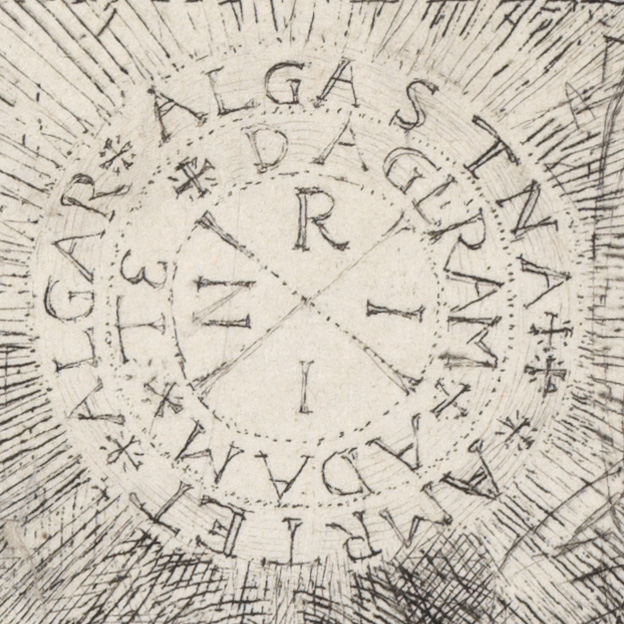 INRI
+ DAGERAM + ADAM + TE
* ALGASTNA ++ * AMRTET * ALGAR